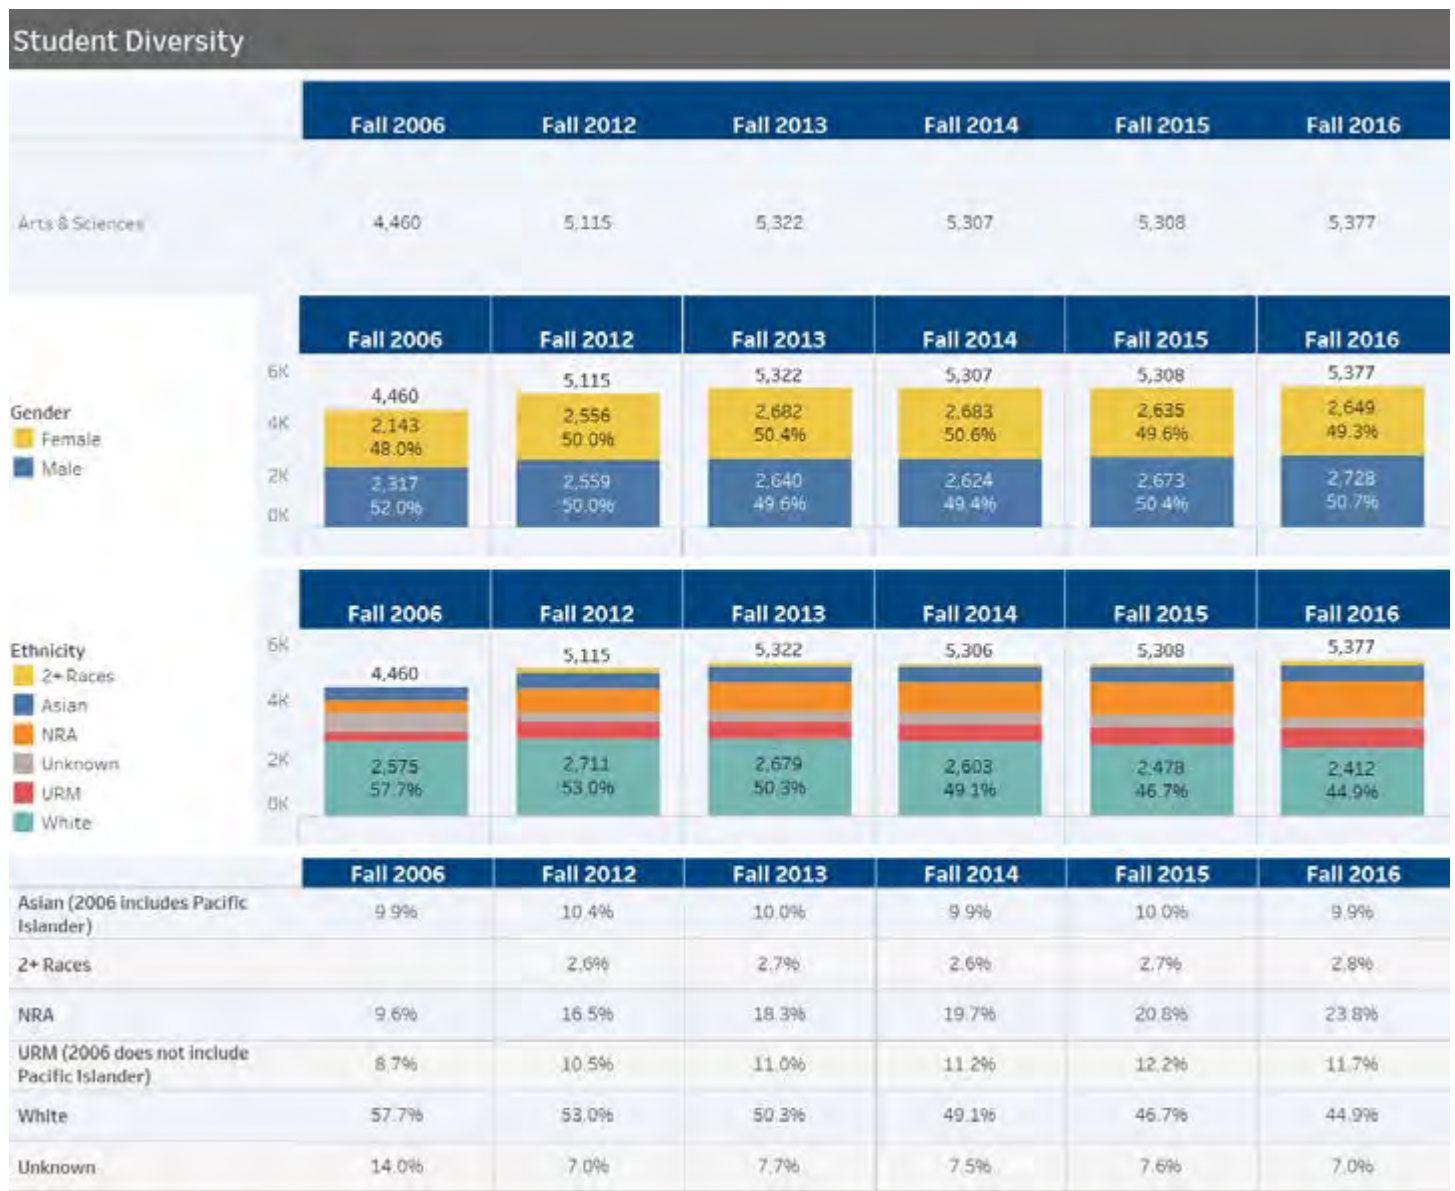 Student Diversity
Fall 2006 Fall 2012 Fall 2013 Fall 2014 Fall 2015 Fall 2016
Arts & Sciences 4,460 5,115 5,322 5,307 5,308 5,377
Fall 2006 Fall 2012 Fall 2013 Fall 2014 Fall 2015 Fall 2016
6K
4,460 5,115 5,322 5,307 5,308 5,377
Gender
4K
Female
2,143 2,556 2,682 2,683 2,635 2,649
48.0% 50.0% 50.4% 50.6% 49.6% 49.3%
Male
2K
2,317 2,559 2,640 2,624 2,673 2,728
52.0% 50.0% 49.6% 49.4% 50.4% 50.7%
0K
Fall 2006 Fall 2012 Fall 2013 Fall 2014 Fall 2015 Fall 2016
Ethnicity
6K
4,460 5,115 5,322 5,306 5,308 5,377
2+ Races
Asian
4K
NRA
Unknown
2K
2,575 2,711 2,679 2,603 2,478 2,412
57.7% 53.0% 50.3% 49.1% 46.7% 44.9%
URM
0K
White
Fall 2006 Fall 2012 Fall 2013 Fall 2014 Fall 2015 Fall 2016
Asian (2006 includes Pacific
Islander) 9.9% 10.4% 10.0% 9.9% 10.0% 9.9%
2+ Races 2.6% 2.7% 2.6% 2.7% 2.8%
NRA 9.6% 16.5% 18.3% 19.7% 20.8% 23.8%
URM (2006 does not include
Pacific Islander) 8.7% 10.5% 11.0% 11.2% 12.2% 11.7%
White 57.7% 53.0% 50.3% 49.1% 46.7% 44.9%
Unknown 14.0% 7.0% 7.7% 7.5% 7.6% 7.0%